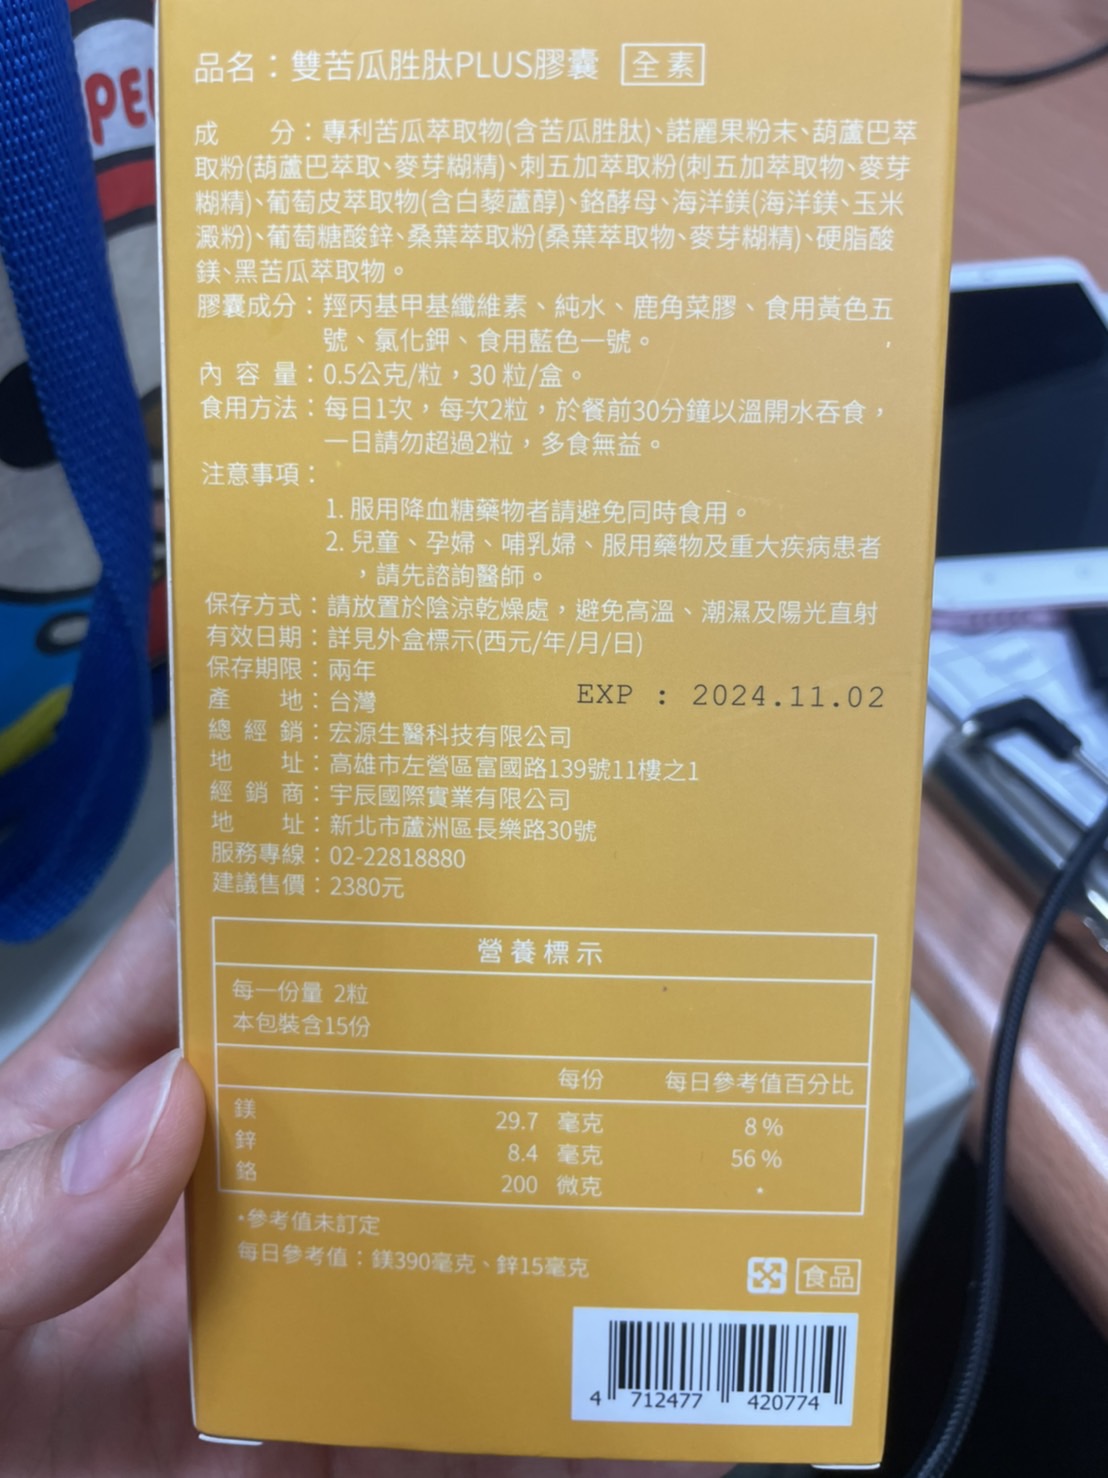 PE
品名：雙苦瓜胜肽PLUS膠囊 全素
成 分：專利苦瓜萃取物(含苦瓜胜肽)、諾麗果粉末、葫蘆巴萃
取粉(葫蘆巴萃取、麥芽糊精)、刺五加萃取粉(刺五加萃取物、麥芽
糊精)、葡萄皮萃取物(含白藜蘆醇)、鉻酵母、海洋鎂(海洋鎂、玉米
澱粉)、葡萄糖酸鋅、桑葉萃取粉(桑葉萃取物、麥芽糊精)、硬脂酸
鎂、黑苦瓜萃取物。
膠囊成分：羥丙基甲基纖維素、純水、鹿角菜膠、食用黃色五
號、氯化鉀、食用藍色一號。
內 容 量：0.5公克/粒，30粒/盒。
食用方法：每日1次，每次2粒，於餐前30分鐘以溫開水吞食，
一日請勿超過2粒，多食無益。
注意事項：
1. 服用降血糖藥物者請避免同時食用。
2. 兒童、孕婦、哺乳婦、服用藥物及重大疾病患者
，請先諮詢醫師。
保存方式：請放置於陰涼乾燥處，避免高溫、潮濕及陽光直射
有效日期：詳見外盒標示(西元/年/月/日)
保存期限：兩年
產 地：台灣
EXP : 2024.11.02
總 經 銷：宏源生醫科技有限公司
地 址：高雄市左營區富國路139號11樓之1
經 銷 商：宇辰國際實業有限公司
地 址：新北市蘆洲區長樂路30號
服務專線：02-22818880
建議售價：2380元
營養標示
每一份量 2粒
本包裝含15份
每份 每日參考值百分比
鎂 29.7 毫克 8%
鋅 8.4 毫克 56%
鉻 200 微克 *
*參考值未訂定
每日參考值：鎂390毫克、鋅15毫克
食品
4 712477 420774